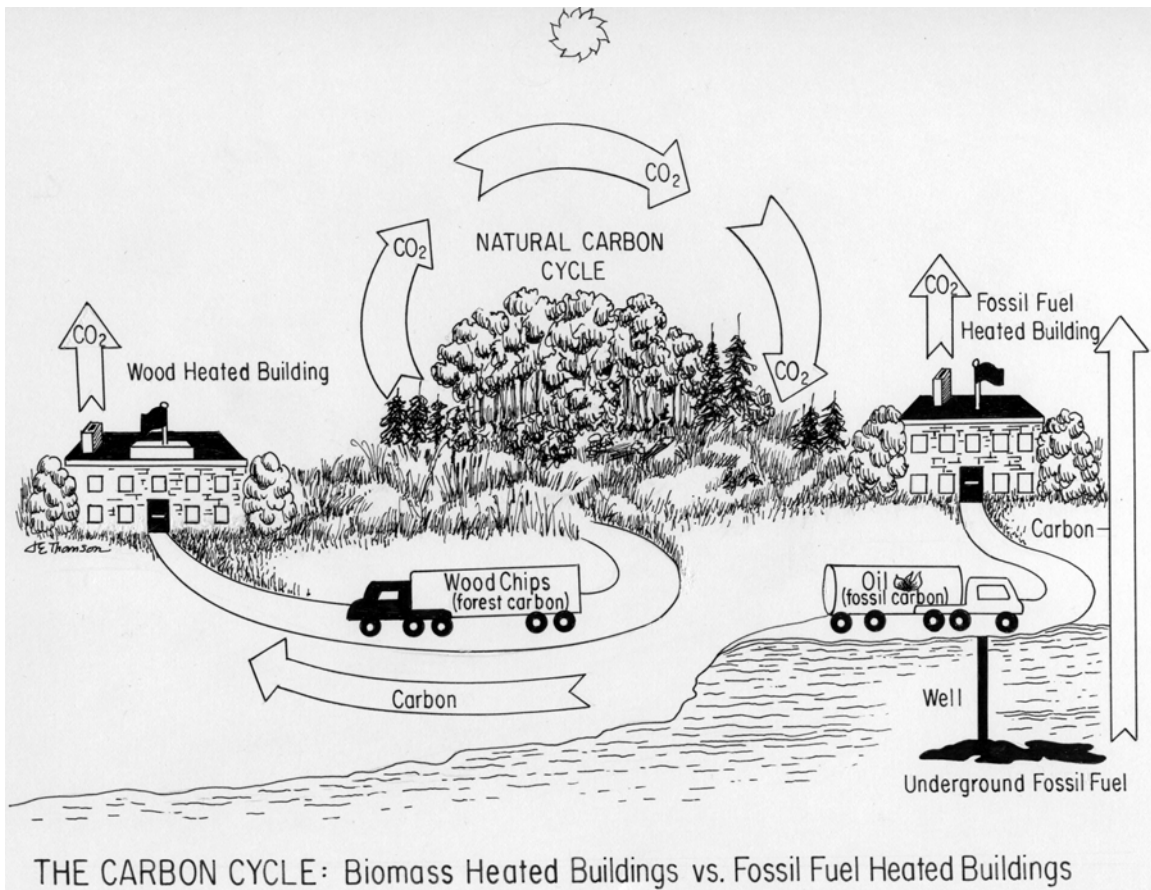 CO2
CO2
NATURAL CARBON
CYCLE
CO2
CO2
CO2
Fossil Fuel
Heated Building
CO2
Wood Heated Building
Carbon
J.E. Thomson
Wood Chips
(forest carbon)
Oil
(fossil carbon)
Carbon
Well
Underground Fossil Fuel
THE CARBON CYCLE: Biomass Heated Buildings vs. Fossil Fuel Heated Buildings